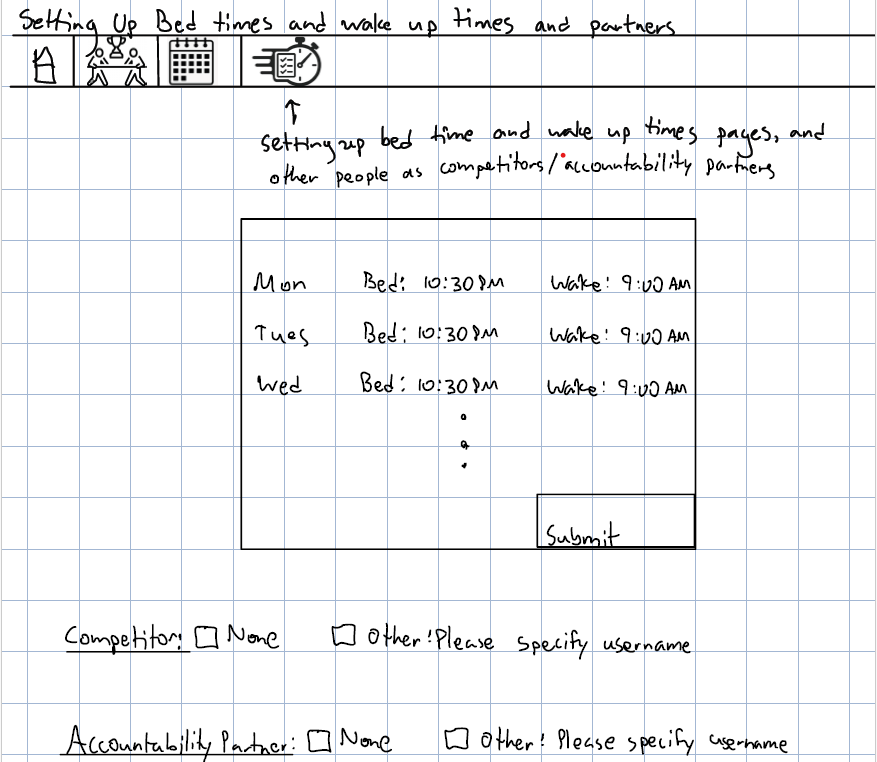 Setting Up Bed times and wake up times and partners
setting up bed time and wake up times pages, and
other people as competitors/accountability partners
Mon Bed: 10:30 PM Wake: 9:00 AM
Tues Bed: 10:30 PM Wake: 9:00 AM
Wed Bed: 10:30 PM Wake: 9:00 AM
Submit
Competitor: None Other: Please specify username
Accountability Partner: None Other: Please specify username